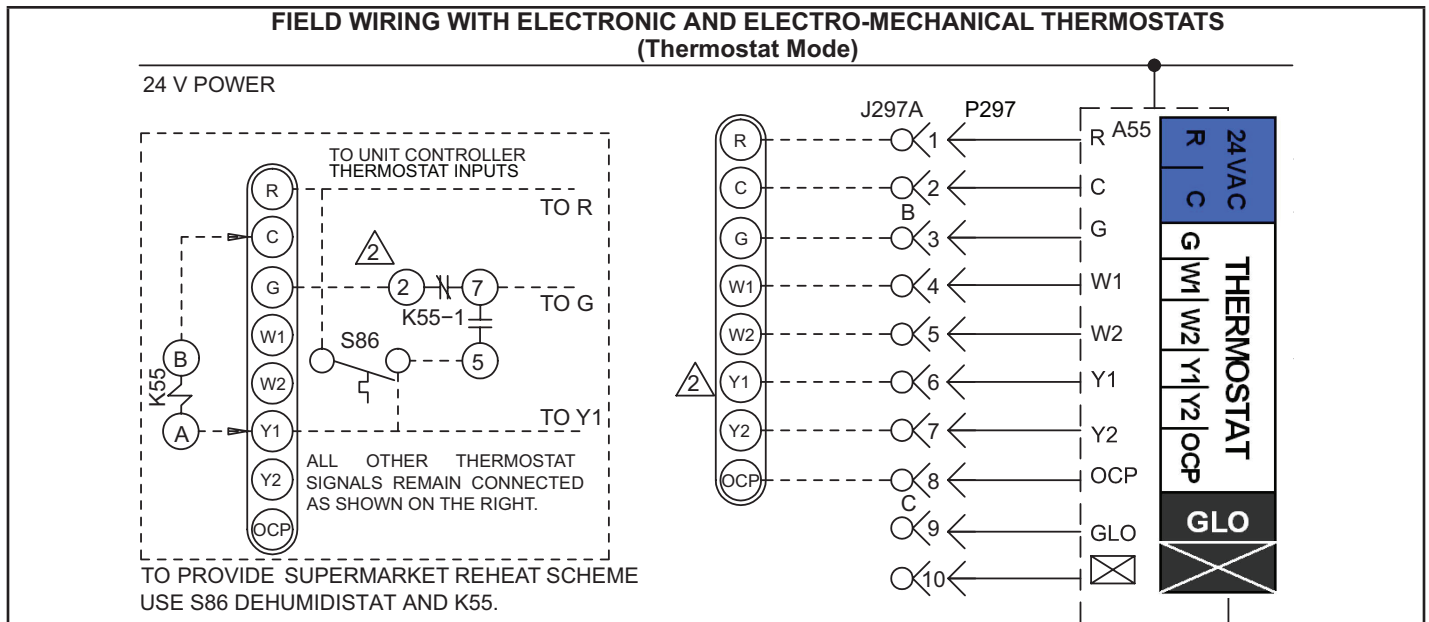 FIELD WIRING WITH ELECTRONIC AND ELECTRO-MECHANICAL THERMOSTATS
(Thermostat Mode)
24 V POWER
TO UNIT CONTROLLER
THERMOSTAT INPUTS
R
C
G
W1
W2
Y1
Y2
OCP
TO R
TO G
TO Y1
2
2
7
K55−1
5
S86
B
K55
A
ALL OTHER THERMOSTAT
SIGNALS REMAIN CONNECTED
AS SHOWN ON THE RIGHT.
TO PROVIDE SUPERMARKET REHEAT SCHEME
USE S86 DEHUMIDISTAT AND K55.
J297A P297
R
C
G
W1
W2
2
Y1
Y2
OCP
1
2
B
3
4
5
6
7
8
C
9
10
A55
R
C
G
W1
W2
Y1
Y2
OCP
GLO
24VAC
R C
THERMOSTAT
G W1 W2 Y1 Y2 OCP
GLO